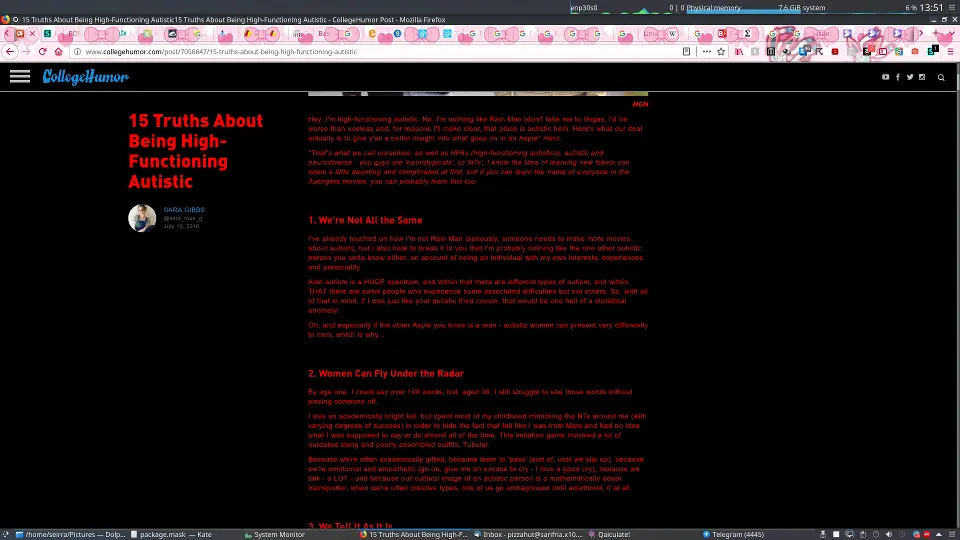 enp30s0 0 | 0 Physical memory 7.6 GiB system 6 % 13:51
15 Truths About Being High-Functioning Autistic15 Truths About Being High-Functioning Autistic - CollegeHumor Post - Mozilla Firefox
www.collegehumor.com/post/7056647/15-truths-about-being-high-functioning-autistic
CollegeHumor
MGM
15 Truths About
Being High-
Functioning
Autistic
SARA GIBBS
@sara_rose_g
July 10, 2018
Hey, I'm high-functioning autistic. No, I'm nothing like Rain Man (don't take me to Vegas, I'd be
worse than useless and, for reasons I'll make clear, that place is autistic hell). Here's what our deal
actually is to give y'all a better insight into what goes on in an Aspie* mind.
*That's what we call ourselves, as well as HFAs (high-functioning autistics), autistic and
neurodiverse - you guys are 'neurotypicals', or 'NTs'. I know the idea of learning new labels can
seem a little daunting and complicated at first, but if you can learn the name of everyone in the
Avengers movies, you can probably learn this too.
1. We're Not All the Same
I've already touched on how I'm not Rain Man (seriously, someone needs to make more movies
about autism), but I also hate to break it to you that I'm probably nothing like the one other autistic
person you sorta know either, on account of being an individual with my own interests, experiences
and personality.
Also autism is a HUGE spectrum, and within that there are different types of autism, and within
THAT there are some people who experience some associated difficulties but not others. So, with all
of that in mind, if I was just like your autistic third cousin, that would be one hell of a statistical
anomaly!
Oh, and especially if the other Aspie you know is a man - autistic women can present very differently
to men, which is why...
2. Women Can Fly Under the Radar
By age one, I could say over 100 words, but, aged 30, I still struggle to use those words without
pissing someone off.
I was an academically bright kid, but spent most of my childhood mimicking the NTs around me (with
varying degrees of success) in order to hide the fact that felt like I was from Mars and had no idea
what I was supposed to say or do almost all of the time. This imitation game involved a lot of
outdated slang and poorly assembled outfits. Tubular.
Because we're often academically gifted, because learn to 'pass' (sort of, until we slip up), because
we're emotional and empathetic (go on, give me an excuse to cry - I love a good cry), because we
talk - a LOT - and because our cultural image of an autistic person is a mathematically adept
trainspotter, when we're often creative types, lots of us go undiagnosed until adulthood, if at all.
3. We Tell It As It Is
/home/seirra/Pictures — Dolp... package.mask — Kate System Monitor 15 Truths About Being High-F... Inbox - pizzahut@sarifria.x10.... Qalculate! Telegram (4445)